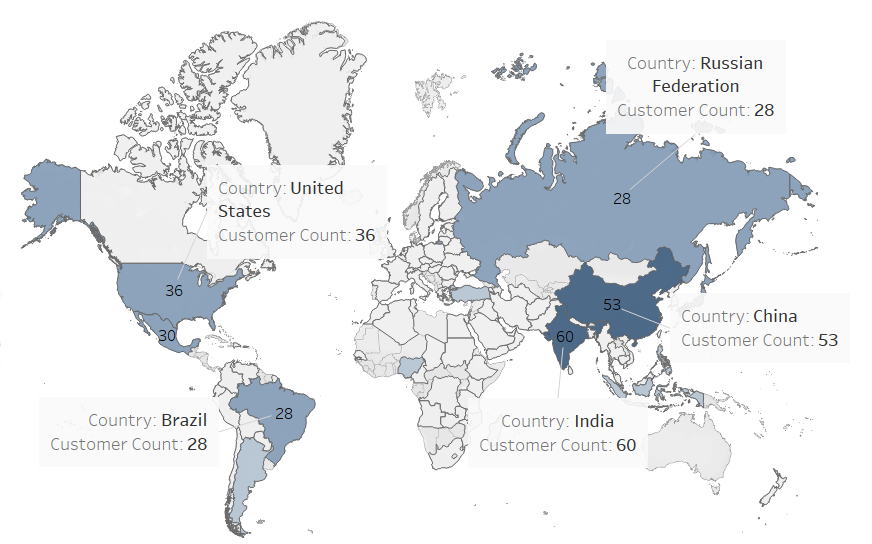 Country: Russian
Federation
Customer Count: 28
28
Country: United
States
Customer Count: 36
36
30
53
Country: China
Customer Count: 53
60
Country: Brazil
Customer Count: 28
28
Country: India
Customer Count: 60